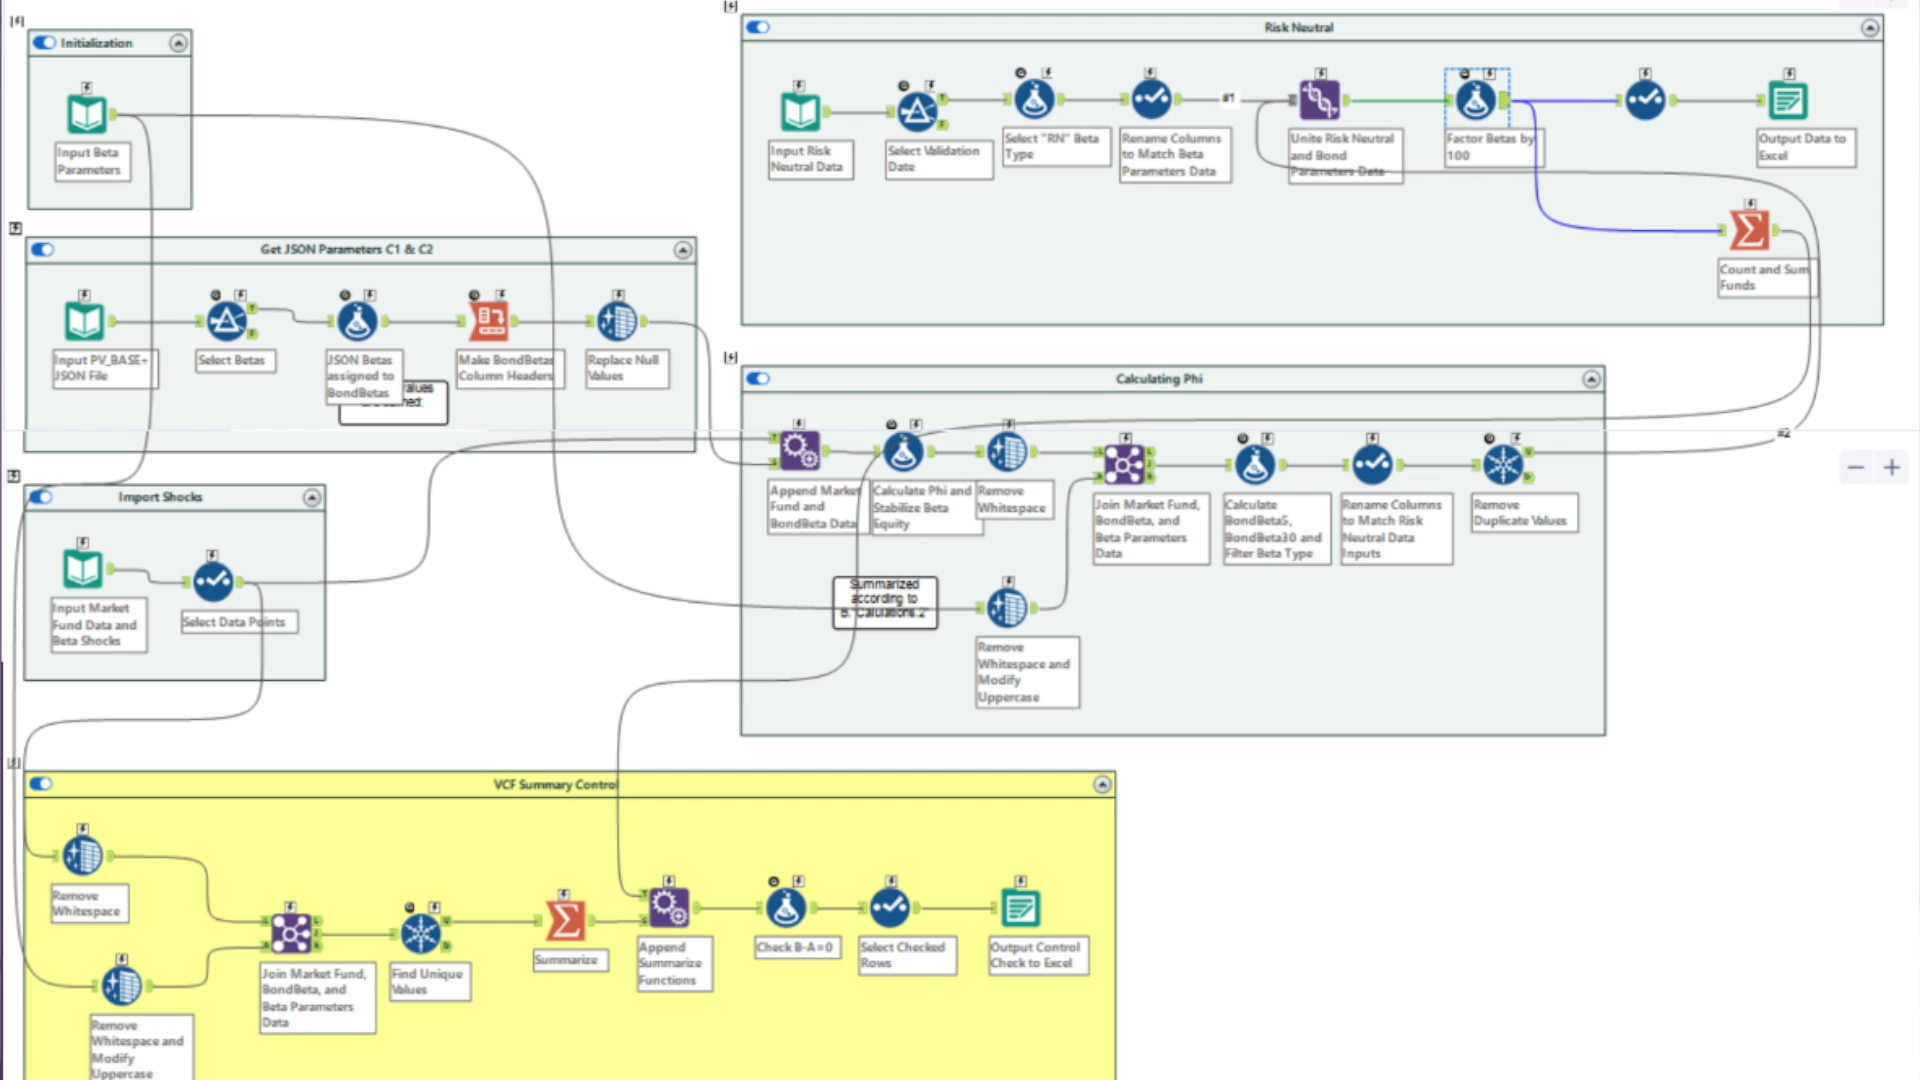 Initialization
Input Beta
Parameters
Get JSON Parameters C1 & C2
Input PV_BASE+
JSON File
Select Betas
JSON Betas
assigned to
BondBetas
Make BondBetas
Column Headers
Replace Null
Values
Import Shocks
Input Market
Fund Data and
Beta Shocks
Select Data Points
Risk Neutral
Input Risk
Neutral Data
Select Validation
Date
Select "RN" Beta
Type
Rename Columns
to Match Beta
Parameters Data
#1
Unite Risk Neutral
and Bond
Parameters Data
Factor Betas by
100
Output Data to
Excel
Count and Sum
Funds
Calculating Phi
#2
Append Market
Fund and
BondBeta Data
Calculate Phi and
Stabilize Beta
Equity
Remove
Whitespace
Join Market Fund,
BondBeta, and
Beta Parameters
Data
Calculate
BondBeta5,
BondBeta30 and
Filter Beta Type
Rename Columns
to Match Risk
Neutral Data
Inputs
Remove
Duplicate Values
Summarized
according to
Remove
Whitespace and
Modify
Uppercase
VCF Summary Control
Remove
Whitespace
Remove
Whitespace and
Modify
Uppercase
Join Market Fund,
BondBeta, and
Beta Parameters
Data
Find Unique
Values
Summarize
Append
Summarize
Functions
Check B-A=0
Select Checked
Rows
Output Control
Check to Excel